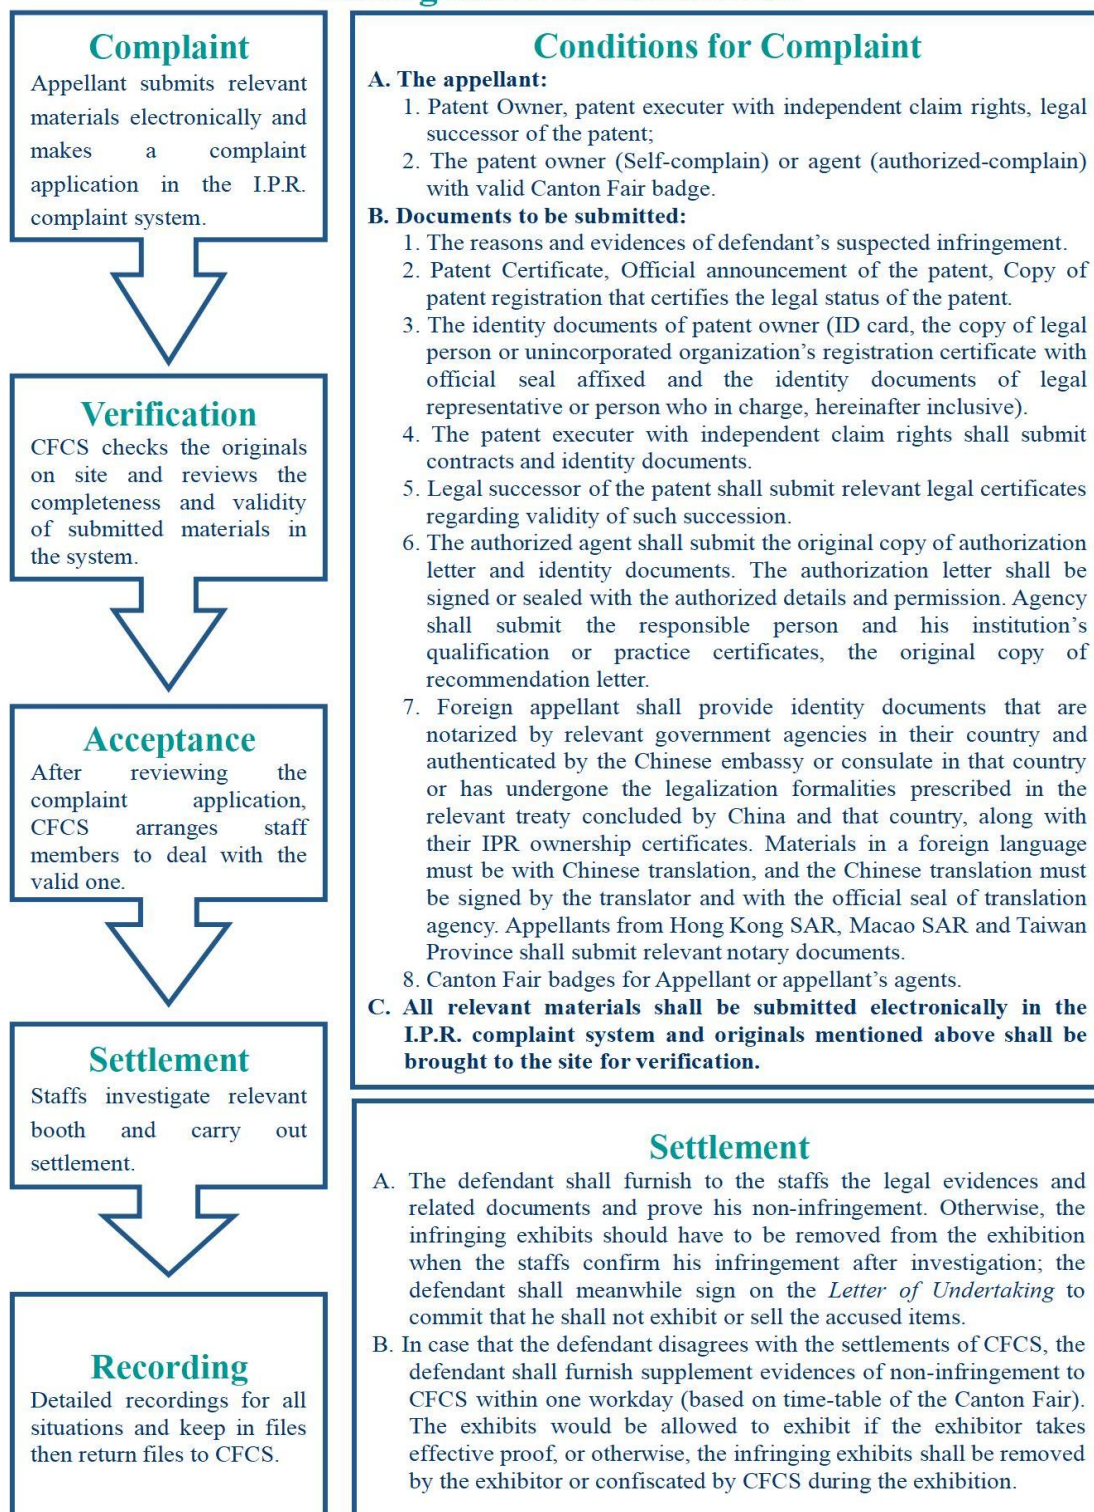 Complaint
Appellant submits relevant
materials electronically and
makes a complaint
application in the I.P.R.
complaint system.
Verification
CFCS checks the originals
on site and reviews the
completeness and validity
of submitted materials in
the system.
Acceptance
After reviewing the
complaint application,
CFCS arranges staff
members to deal with the
valid one.
Settlement
Staffs investigate relevant
booth and carry out
settlement.
Recording
Detailed recordings for all
situations and keep in files
then return files to CFCS.
Conditions for Complaint
A. The appellant:
1. Patent Owner, patent executer with independent claim rights, legal
successor of the patent;
2. The patent owner (Self-complain) or agent (authorized-complain)
with valid Canton Fair badge.
B. Documents to be submitted:
1. The reasons and evidences of defendant's suspected infringement.
2. Patent Certificate, Official announcement of the patent, Copy of
patent registration that certifies the legal status of the patent.
3. The identity documents of patent owner (ID card, the copy of legal
person or unincorporated organization's registration certificate with
official seal affixed and the identity documents of legal
representative or person who in charge, hereinafter inclusive).
4. The patent executer with independent claim rights shall submit
contracts and identity documents.
5. Legal successor of the patent shall submit relevant legal certificates
regarding validity of such succession.
6. The authorized agent shall submit the original copy of authorization
letter and identity documents. The authorization letter shall be
signed or sealed with the authorized details and permission. Agency
shall submit the responsible person and his institution's
qualification or practice certificates, the original copy of
recommendation letter.
7. Foreign appellant shall provide identity documents that are
notarized by relevant government agencies in their country and
authenticated by the Chinese embassy or consulate in that country
or has undergone the legalization formalities prescribed in the
relevant treaty concluded by China and that country, along with
their IPR ownership certificates. Materials in a foreign language
must be with Chinese translation, and the Chinese translation must
be signed by the translator and with the official seal of translation
agency. Appellants from Hong Kong SAR, Macao SAR and Taiwan
Province shall submit relevant notary documents.
8. Canton Fair badges for Appellant or appellant's agents.
C. All relevant materials shall be submitted electronically in the
I.P.R. complaint system and originals mentioned above shall be
brought to the site for verification.
Settlement
A. The defendant shall furnish to the staffs the legal evidences and
related documents and prove his non-infringement. Otherwise, the
infringing exhibits should have to be removed from the exhibition
when the staffs confirm his infringement after investigation; the
defendant shall meanwhile sign on the Letter of Undertaking to
commit that he shall not exhibit or sell the accused items.
B. In case that the defendant disagrees with the settlements of CFCS, the
defendant shall furnish supplement evidences of non-infringement to
CFCS within one workday (based on time-table of the Canton Fair).
The exhibits would be allowed to exhibit if the exhibitor takes
effective proof, or otherwise, the infringing exhibits shall be removed
by the exhibitor or confiscated by CFCS during the exhibition.